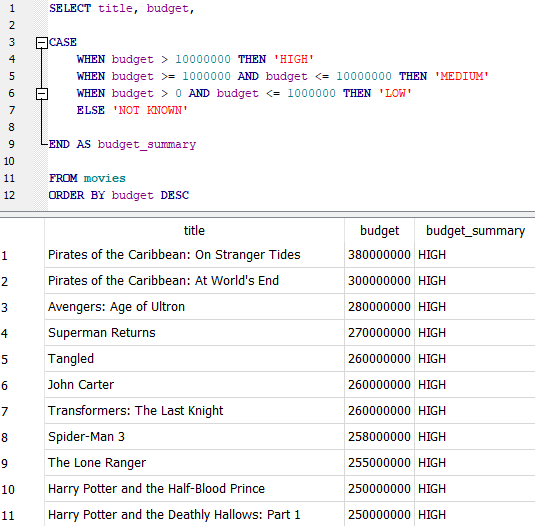 1 SELECT title, budget,
2
3 CASE
4 WHEN budget > 10000000 THEN 'HIGH'
5 WHEN budget >= 1000000 AND budget <= 10000000 THEN 'MEDIUM'
6 WHEN budget > 0 AND budget <= 1000000 THEN 'LOW'
7 ELSE 'NOT KNOWN'
8
9 END AS budget_summary
10
11 FROM movies
12 ORDER BY budget DESC
title budget budget_summary
1 Pirates of the Caribbean: On Stranger Tides 380000000 HIGH
2 Pirates of the Caribbean: At World's End 300000000 HIGH
3 Avengers: Age of Ultron 280000000 HIGH
4 Superman Returns 270000000 HIGH
5 Tangled 260000000 HIGH
6 John Carter 260000000 HIGH
7 Transformers: The Last Knight 260000000 HIGH
8 Spider-Man 3 258000000 HIGH
9 The Lone Ranger 255000000 HIGH
10 Harry Potter and the Half-Blood Prince 250000000 HIGH
11 Harry Potter and the Deathly Hallows: Part 1 250000000 HIGH